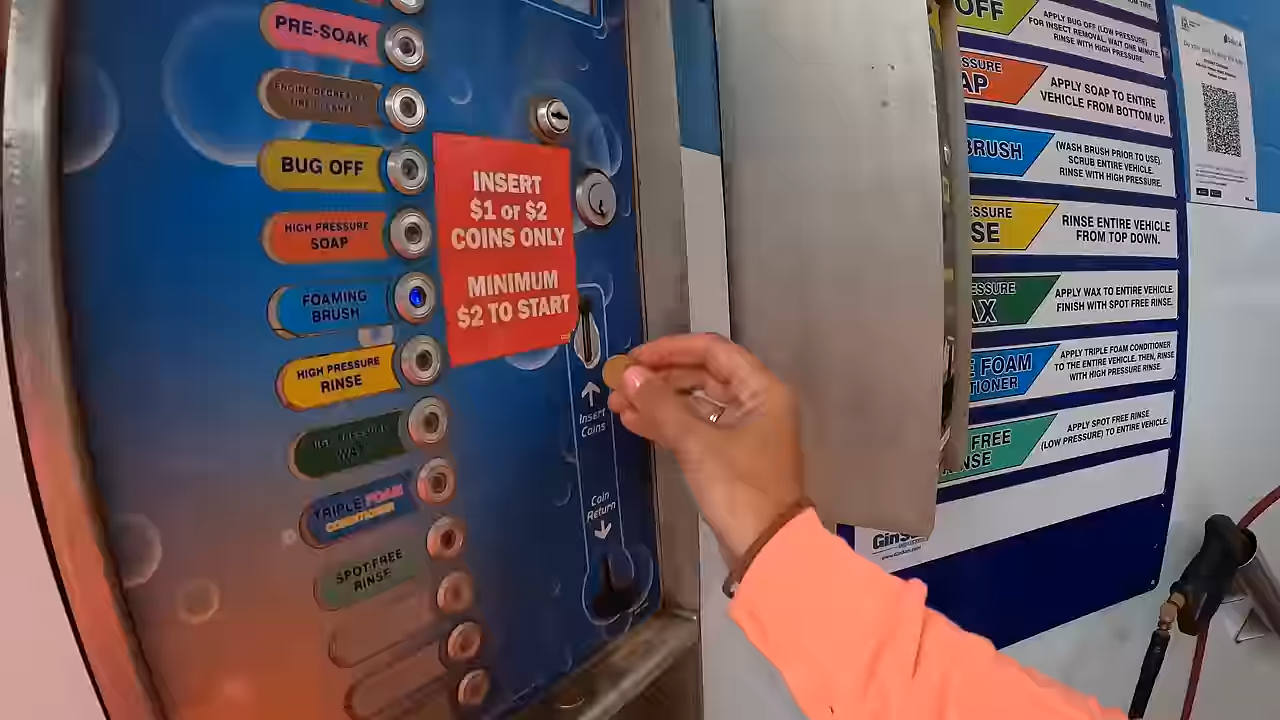 PRE-SOAK
BUG OFF
HIGH PRESSURE
SOAP
FOAMING
BRUSH
HIGH PRESSURE
RINSE
WAX
TRIPLE FOAM
CONDITIONER
SPOT FREE
RINSE
INSERT
$1 or $2
COINS ONLY
MINIMUM
$2 TO START
Insert
Coins
Coin
Return
OFF
APPLY BUG OFF (LOW PRESSURE)
FOR INSECT REMOVAL. WAIT ONE MINUTE.
RINSE WITH HIGH PRESSURE.
SSURE
AP
APPLY SOAP TO ENTIRE
VEHICLE FROM BOTTOM UP.
BRUSH
(WASH BRUSH PRIOR TO USE).
SCRUB ENTIRE VEHICLE.
RINSE WITH HIGH PRESSURE.
ESSURE
SE
RINSE ENTIRE VEHICLE
FROM TOP DOWN.
ESSURE
AX
APPLY WAX TO ENTIRE VEHICLE.
FINISH WITH SPOT FREE RINSE.
E FOAM
TIONER
APPLY TRIPLE FOAM CONDITIONER
TO THE ENTIRE VEHICLE. THEN, RINSE
WITH HIGH PRESSURE.
FREE
NSE
APPLY SPOT FREE RINSE
(LOW PRESSURE) TO ENTIRE VEHICLE.